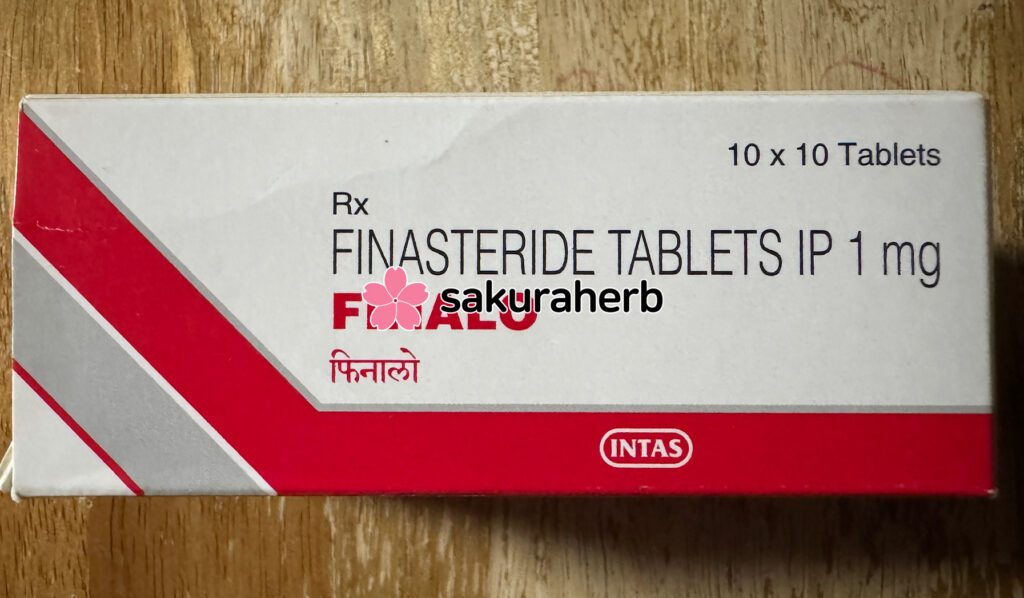 10 x 10 Tablets
Rx
FINASTERIDE TABLETS IP 1 mg
sakuraherb
फिनालो
INTAS